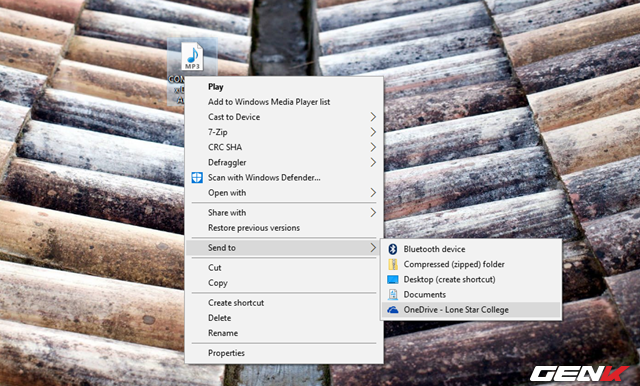 MP3
Play
Add to Windows Media Player list
Cast to Device
7-Zip
CRC SHA
Defraggler
Scan with Windows Defender...
Open with
Share with
Restore previous versions
Send to
Cut
Copy
Create shortcut
Delete
Rename
Properties
Bluetooth device
Compressed (zipped) folder
Desktop (create shortcut)
Documents
OneDrive - Lone Star College
GENK